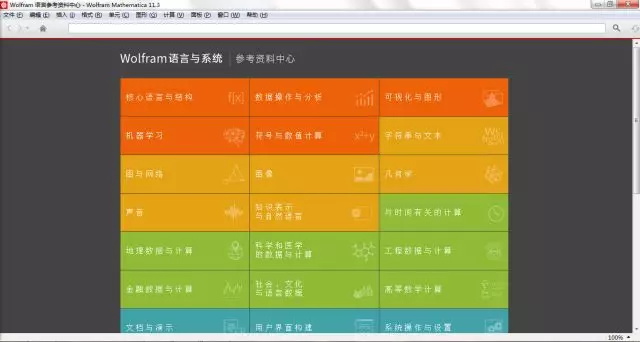 Wolfram 语言参考资料中心 - Wolfram Mathematica 11.3
文件(F) 编辑(E) 插入(I) 格式(R) 单元(C) 图形(G) 计算(V) 面板(P) 窗口(W) 帮助(H)
Wolfram语言与系统 | 参考资料中心
核心语言与结构 f[x] 数据操作与分析 可视化与图形
机器学习 符号与数值计算 x²+y 字符串与文本
图与网络 图像 几何学
声音 知识表示
与自然语言 与时间有关的计算
地理数据与计算 科学和医学
的数据与计算 工程数据与计算
金融数据与计算 社会、文化
与语言数据 高等数学计算
文档与演示 用户界面构建 系统操作与设置
100%